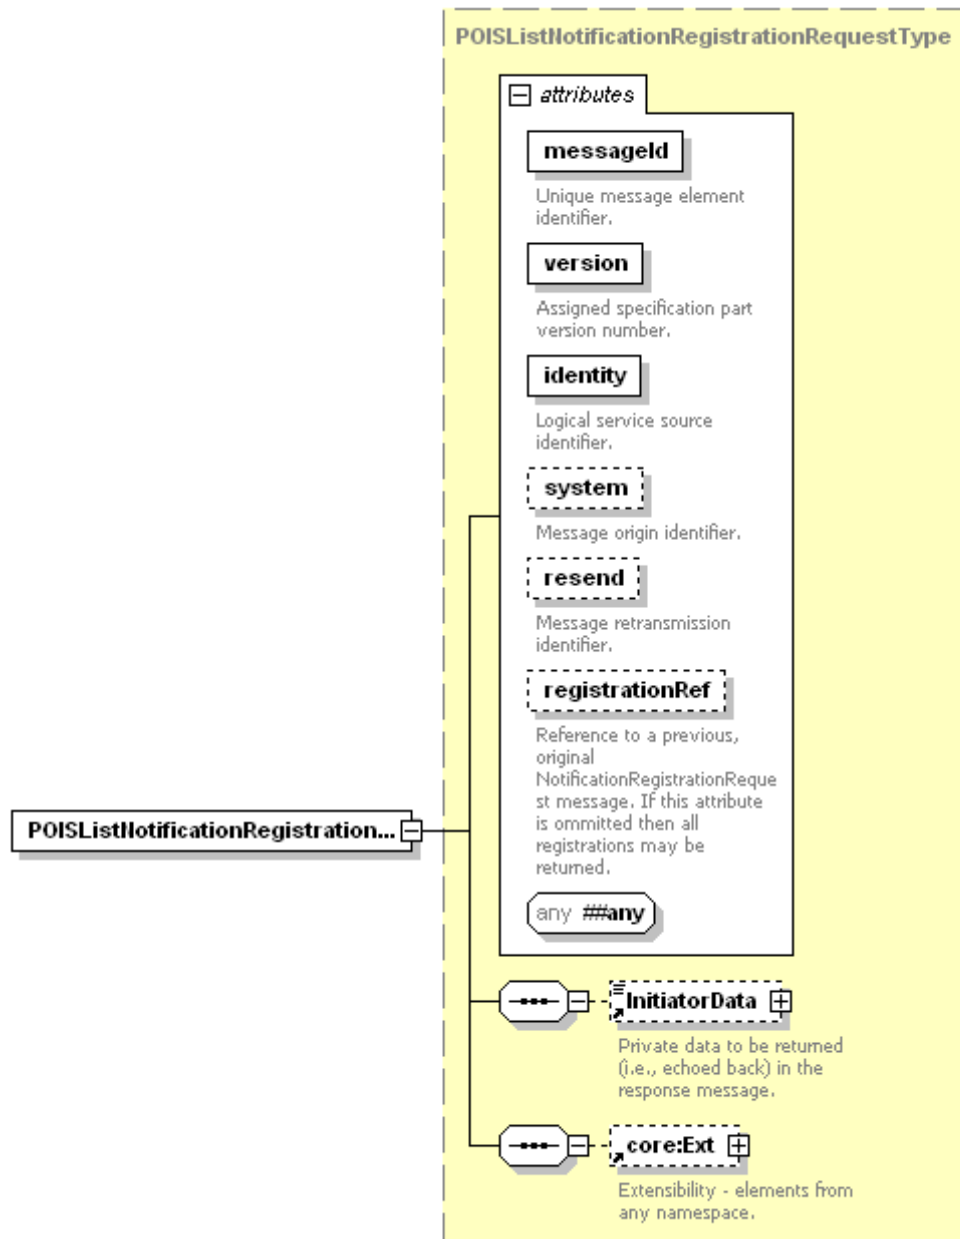 POISListNotificationRegistrationRequestType
attributes
messageId
Unique message element
identifier.
version
Assigned specification part
version number.
identity
Logical service source
identifier.
system
Message origin identifier.
resend
Message retransmission
identifier.
registrationRef
Reference to a previous,
original
NotificationRegistrationReque
st message. If this attribute
is ommitted then all
registrations may be
returned.
POISListNotificationRegistration...
any ##any
InitiatorData
Private data to be returned
(i.e., echoed back) in the
response message.
core:Ext
Extensibility - elements from
any namespace.